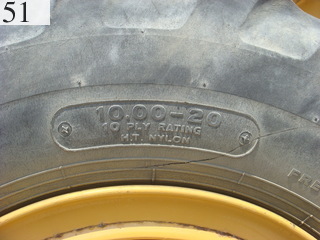 51
10.00-20
10 PLY RATING
H.T. NYLON